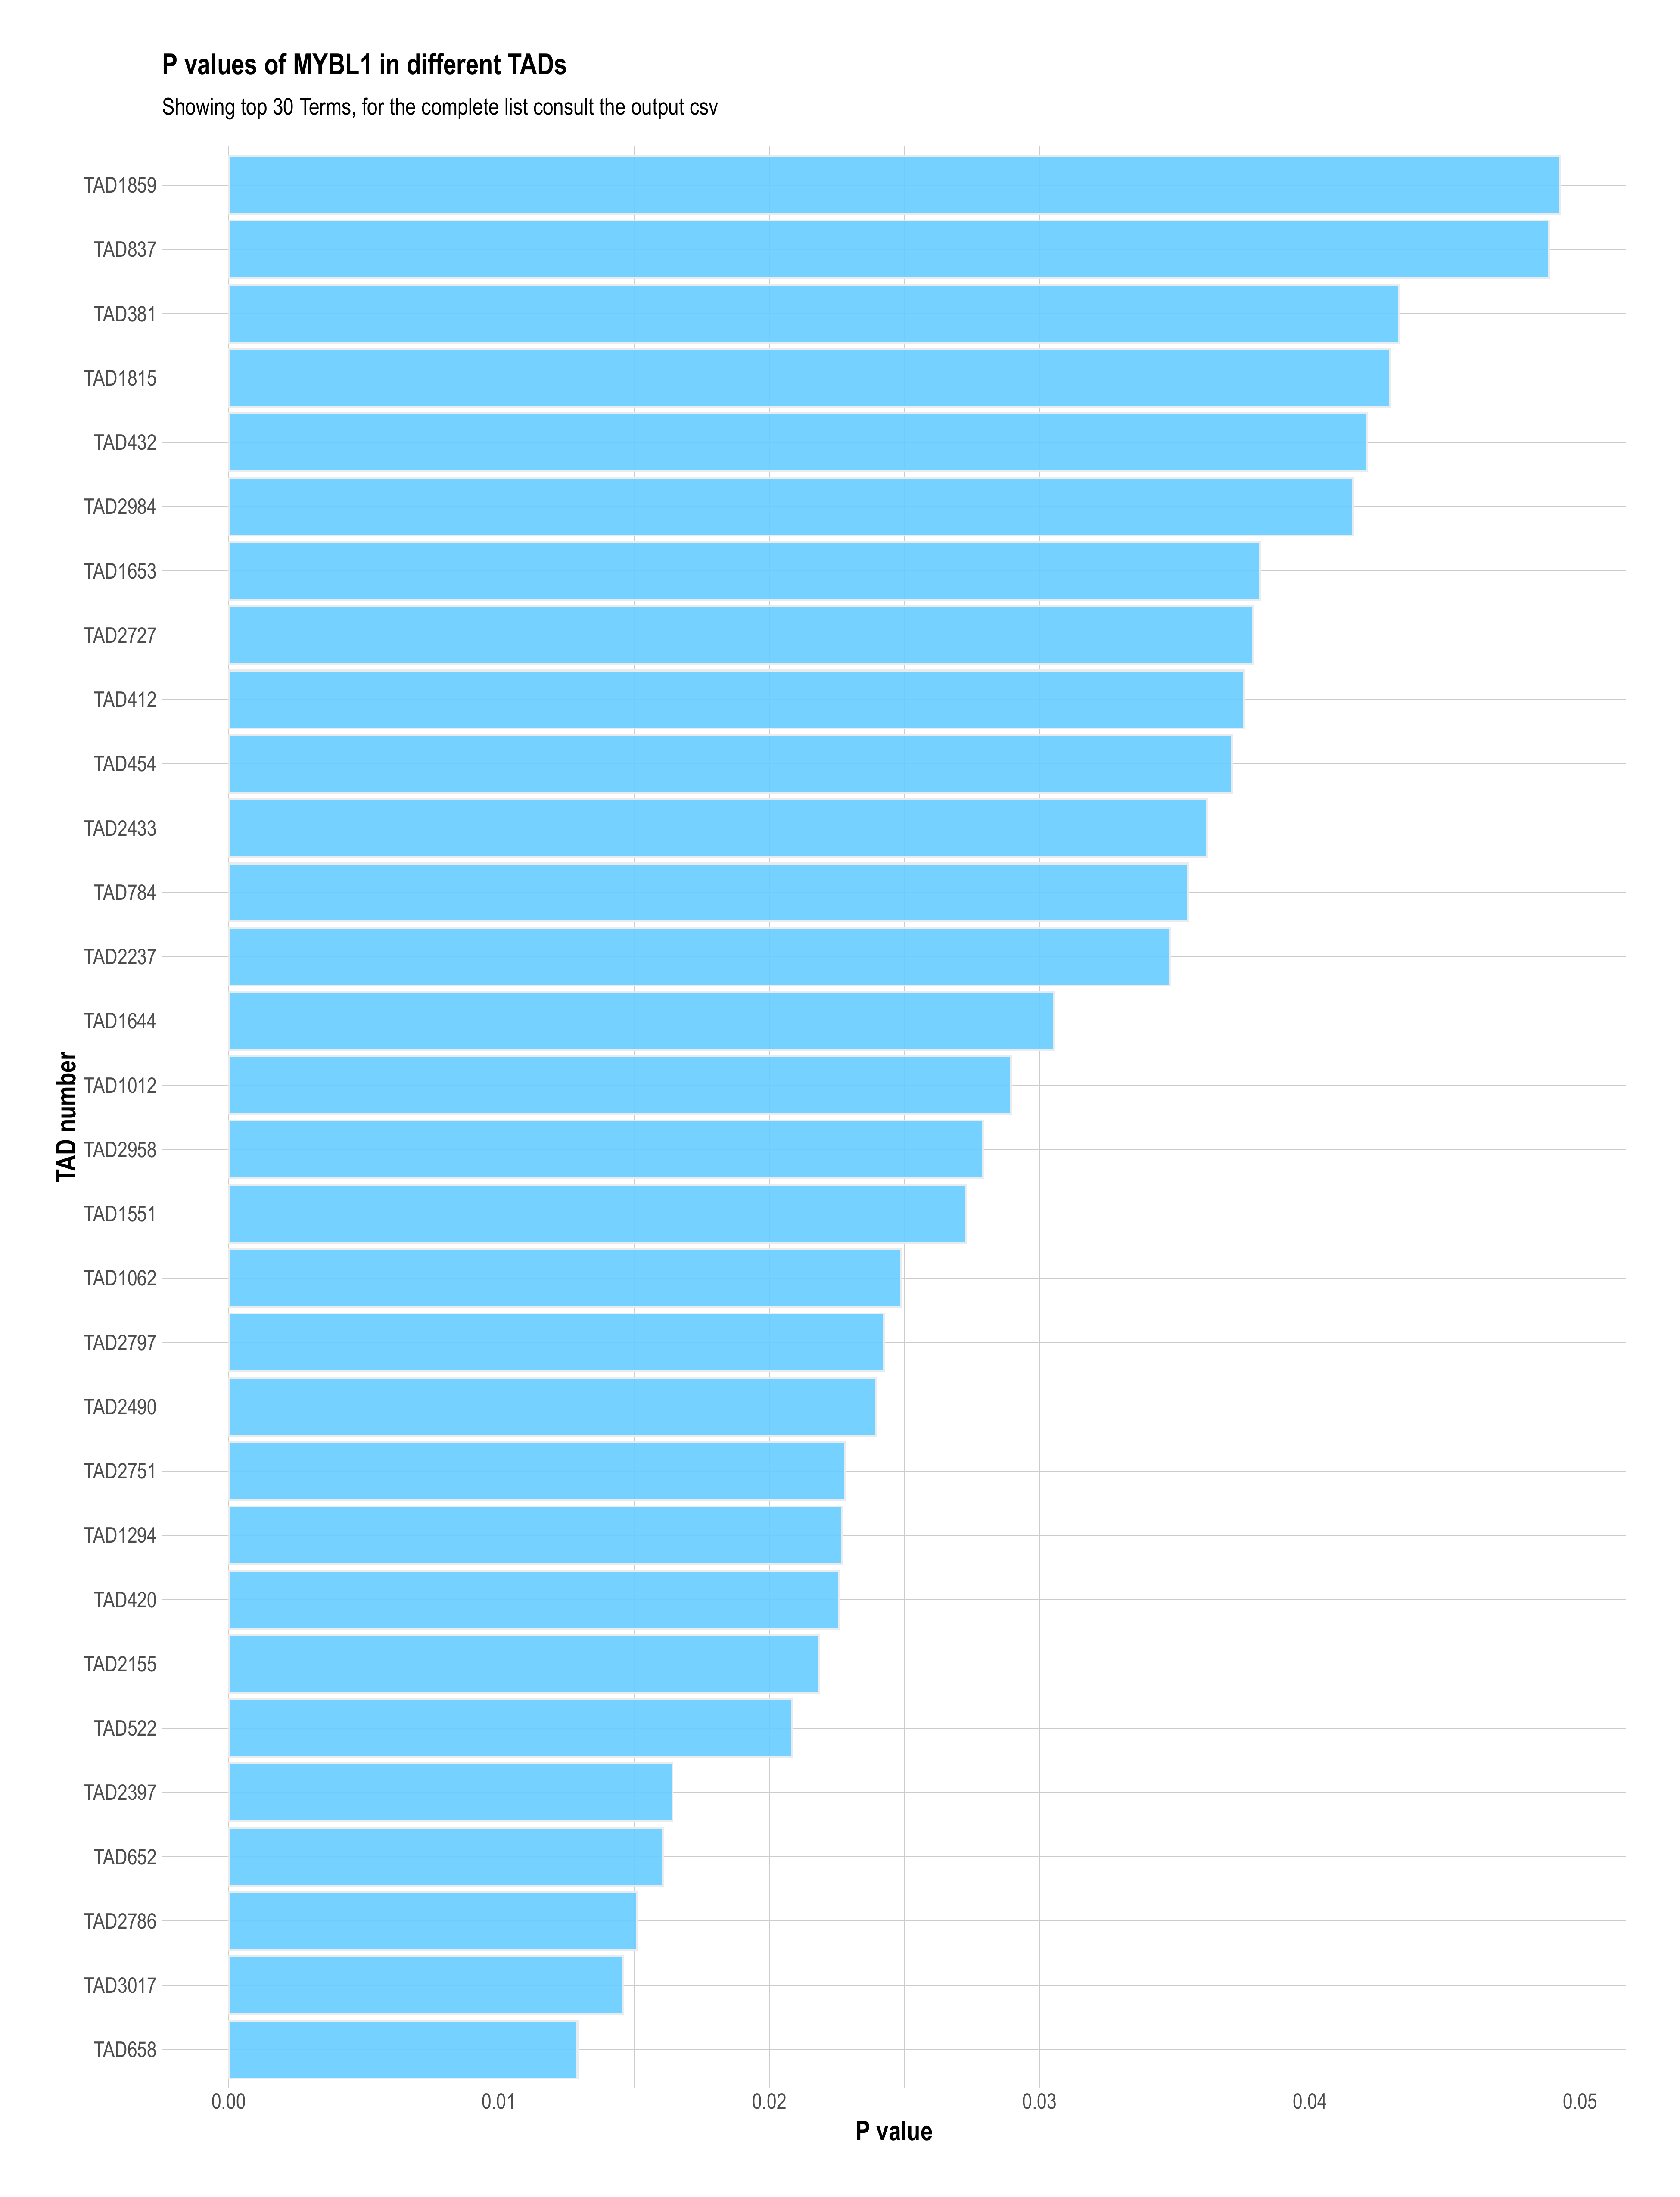 P values of MYBL1 in different TADs
Showing top 30 Terms, for the complete list consult the output csv
TAD1859
TAD837
TAD381
TAD1815
TAD432
TAD2984
TAD1653
TAD2727
TAD412
TAD454
TAD2433
TAD784
TAD2237
TAD1644
TAD1012
TAD2958
TAD1551
TAD1062
TAD2797
TAD2490
TAD2751
TAD1294
TAD420
TAD2155
TAD522
TAD2397
TAD652
TAD2786
TAD3017
TAD658
TAD number
0.00 0.01 0.02 0.03 0.04 0.05
P value